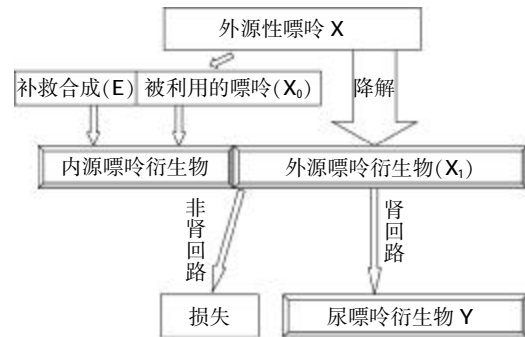 外源性嘌呤 X
补救合成(E)
被利用的嘌呤(X₀)
降解
内源嘌呤衍生物
外源嘌呤衍生物(X₁)
非肾回路
肾回路
损失
尿嘌呤衍生物 Y